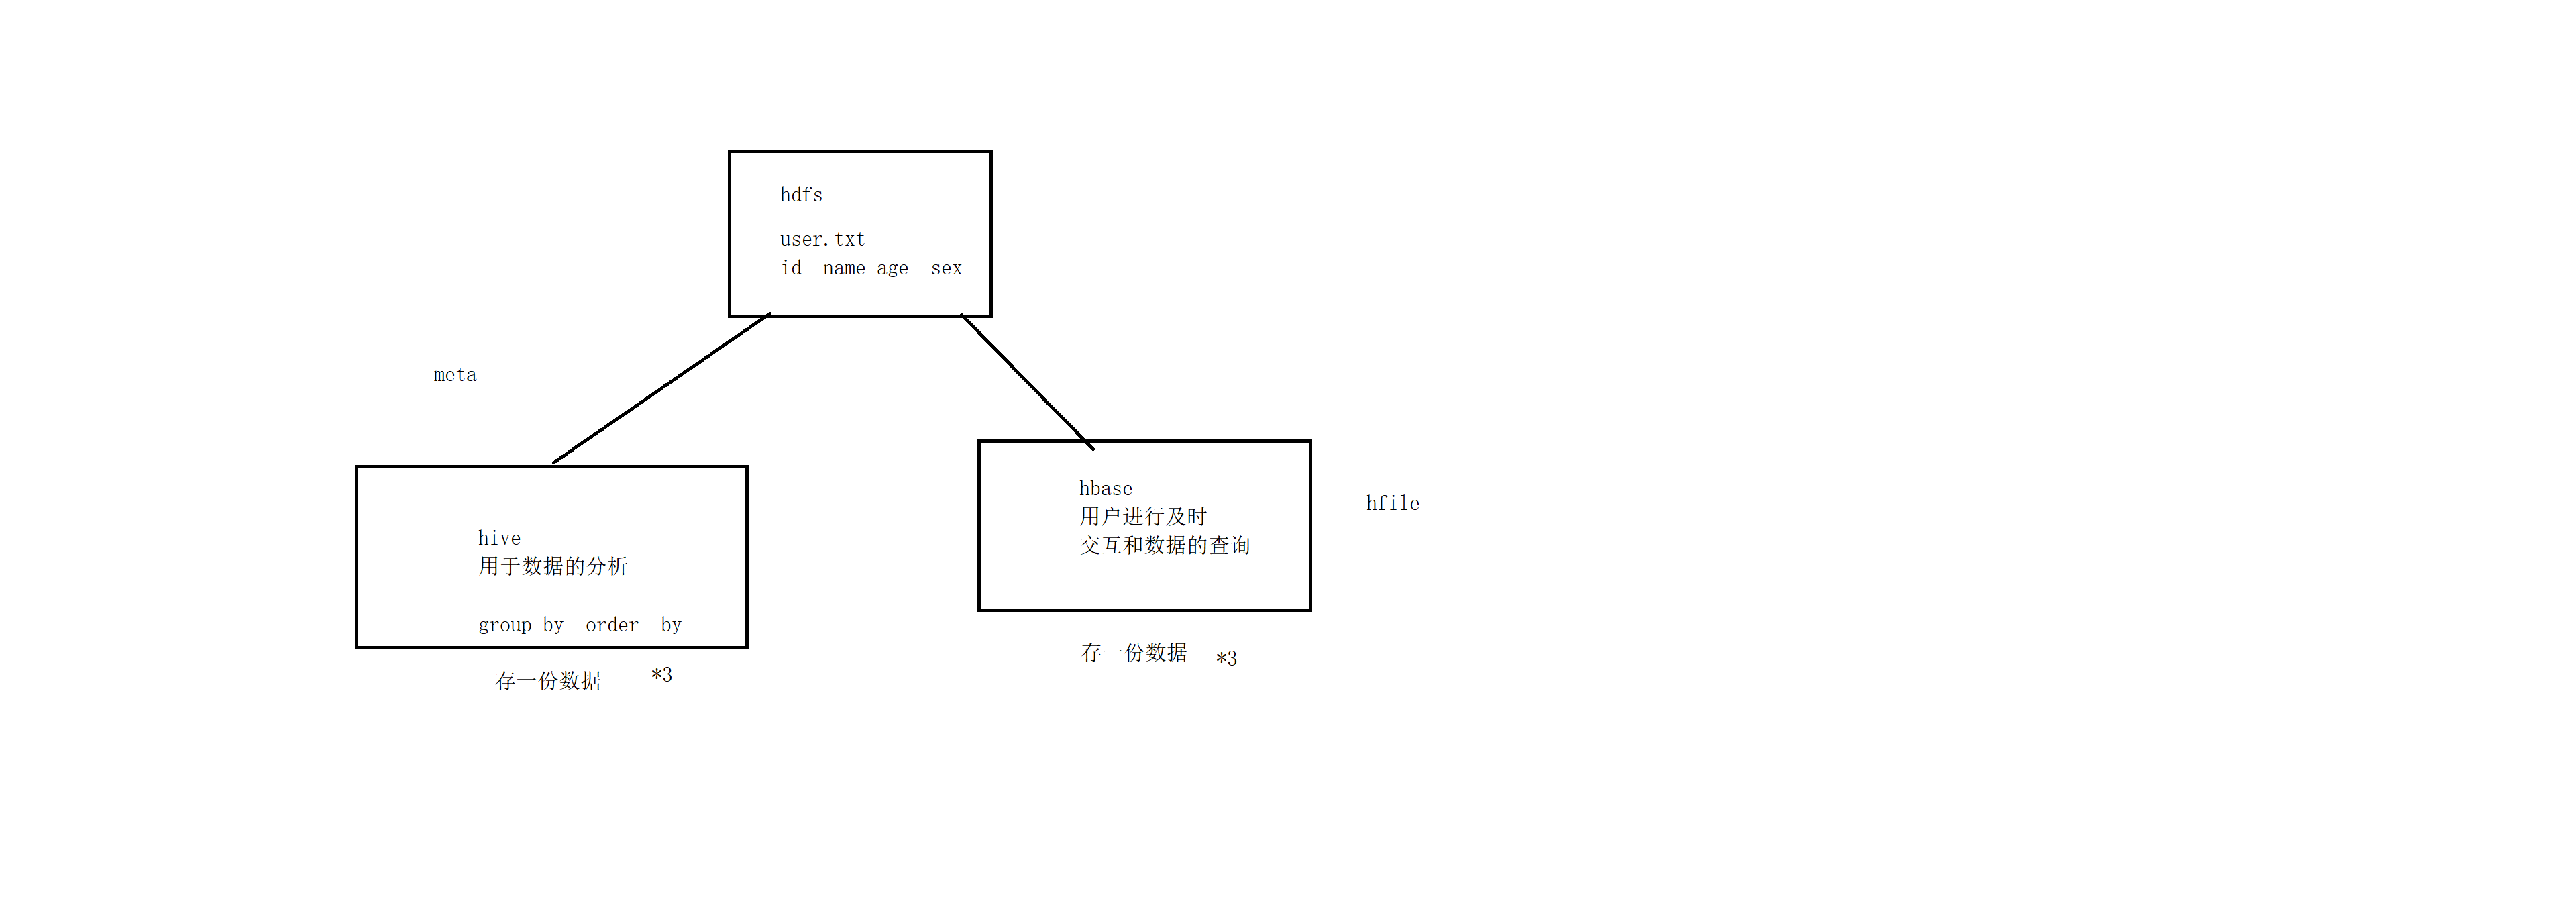 hdfs
user.txt
id  name age  sex
meta
hbase
用户进行及时
交互和数据的查询
hfile
hive
用于数据的分析
group by  order  by
存一份数据  *3
存一份数据  *3